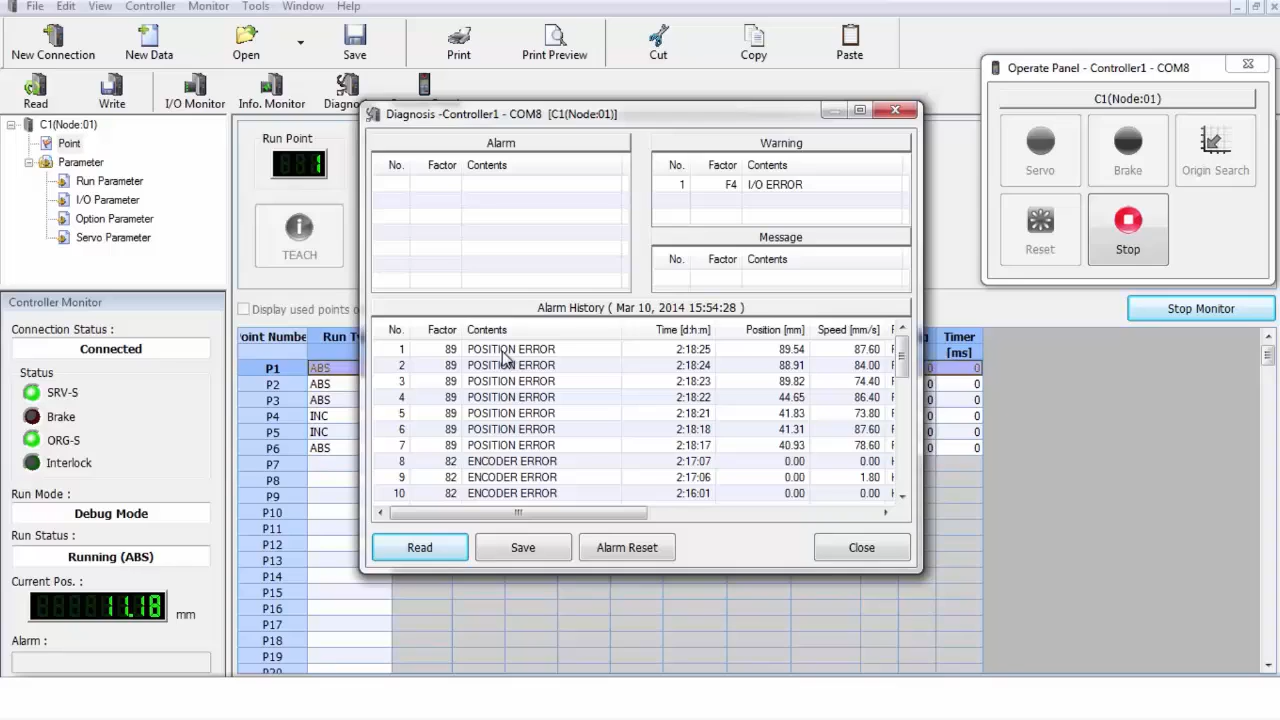 File Edit View Controller Monitor Tools Window Help
New Connection New Data Open Save Print Print Preview Cut Copy Paste
Read Write I/O Monitor Info. Monitor
C1(Node:01)
Point
Parameter
Run Parameter
I/O Parameter
Option Parameter
Servo Parameter
Controller Monitor
Connection Status :
Connected
Status
SRV-S
Brake
ORG-S
Interlock
Run Mode :
Debug Mode
Run Status :
Running (ABS)
Current Pos. :
11.18 mm
Alarm :
Run Point
1
TEACH
Display used points
Run
P1 ABS 0 0
P2 ABS 0 0
P3 ABS 0 0
P4 INC 0 0
P5 INC 0 0
P6 ABS 0 0
P7
P8
P9
P10
P11
P12
P13
P14
P15
P16
P17
P18
P19
P20
Timer
[ms]
Diagnosis -Controller1 - COM8 [C1(Node:01)]
Alarm
No. Factor Contents
Warning
No. Factor Contents
1 F4 I/O ERROR
Message
No. Factor Contents
Alarm History ( Mar 10, 2014 15:54:28 )
No. Factor Contents Time [d:h:m] Position [mm] Speed [mm/s]
1 89 POSITION ERROR 2:18:25 89.54 87.60
2 89 POSITION ERROR 2:18:24 88.91 84.00
3 89 POSITION ERROR 2:18:23 89.82 74.40
4 89 POSITION ERROR 2:18:22 44.65 86.40
5 89 POSITION ERROR 2:18:21 41.83 73.80
6 89 POSITION ERROR 2:18:18 41.31 87.60
7 89 POSITION ERROR 2:18:17 40.93 78.60
8 82 ENCODER ERROR 2:17:07 0.00 0.00
9 82 ENCODER ERROR 2:17:06 0.00 1.80
10 82 ENCODER ERROR 2:16:01 0.00 0.00
Read Save Alarm Reset Close
Operate Panel - Controller1 - COM8
C1(Node:01)
Servo Brake Origin Search
Reset Stop
Stop Monitor